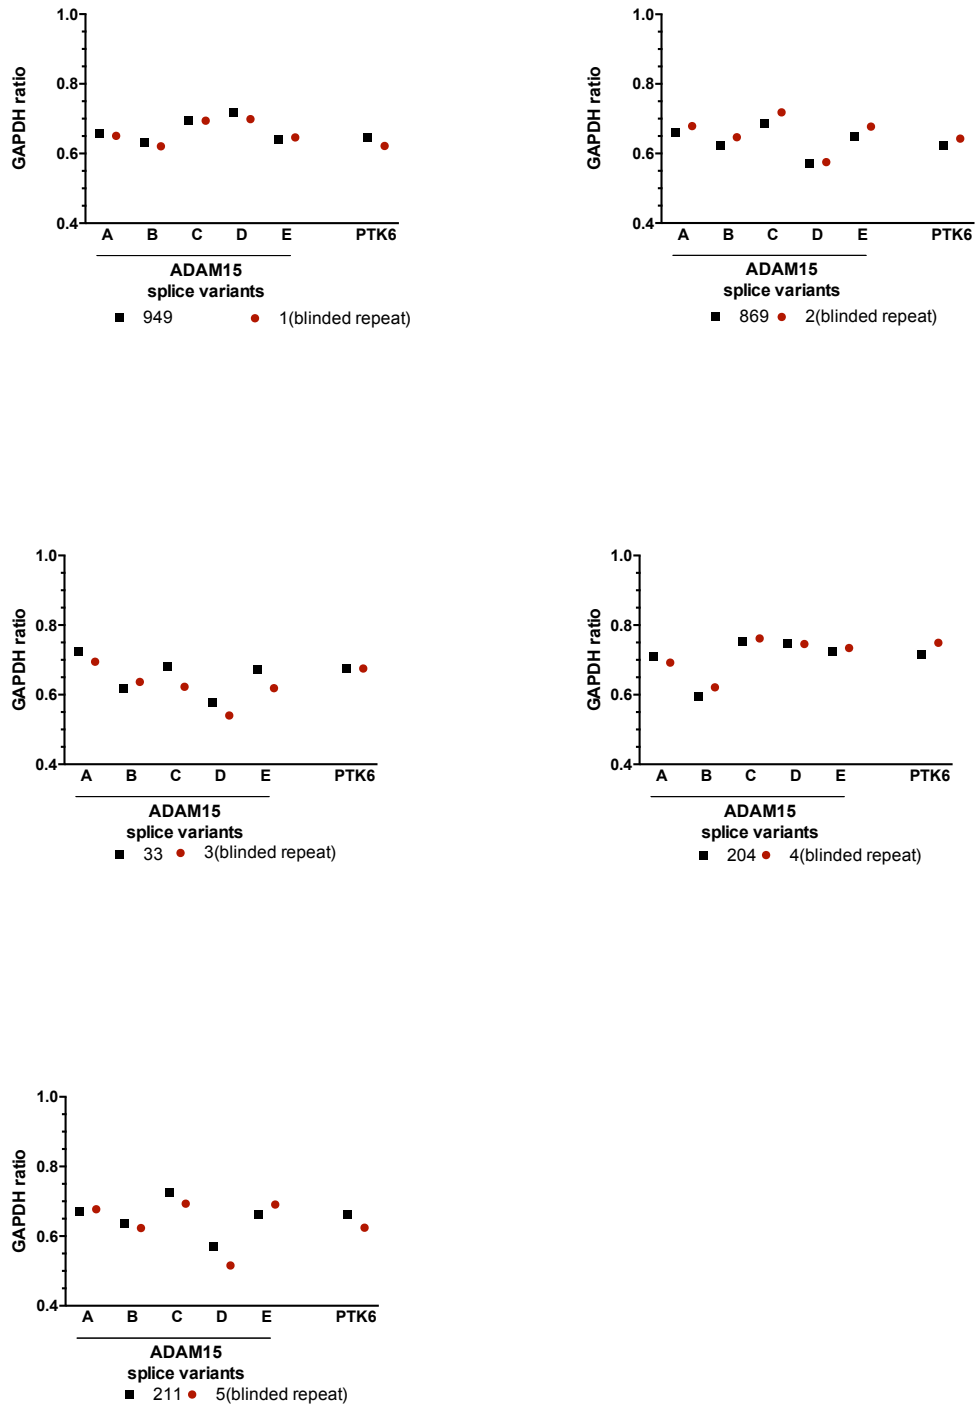 1.0
0.8
0.6
0.4
GAPDH ratio
A B C D E PTK6
ADAM15
splice variants
949 1(blinded repeat)
1.0
0.8
0.6
0.4
GAPDH ratio
A B C D E PTK6
ADAM15
splice variants
869 2(blinded repeat)
1.0
0.8
0.6
0.4
GAPDH ratio
A B C D E PTK6
ADAM15
splice variants
33 3(blinded repeat)
1.0
0.8
0.6
0.4
GAPDH ratio
A B C D E PTK6
ADAM15
splice variants
204 4(blinded repeat)
1.0
0.8
0.6
0.4
GAPDH ratio
A B C D E PTK6
ADAM15
splice variants
211 5(blinded repeat)